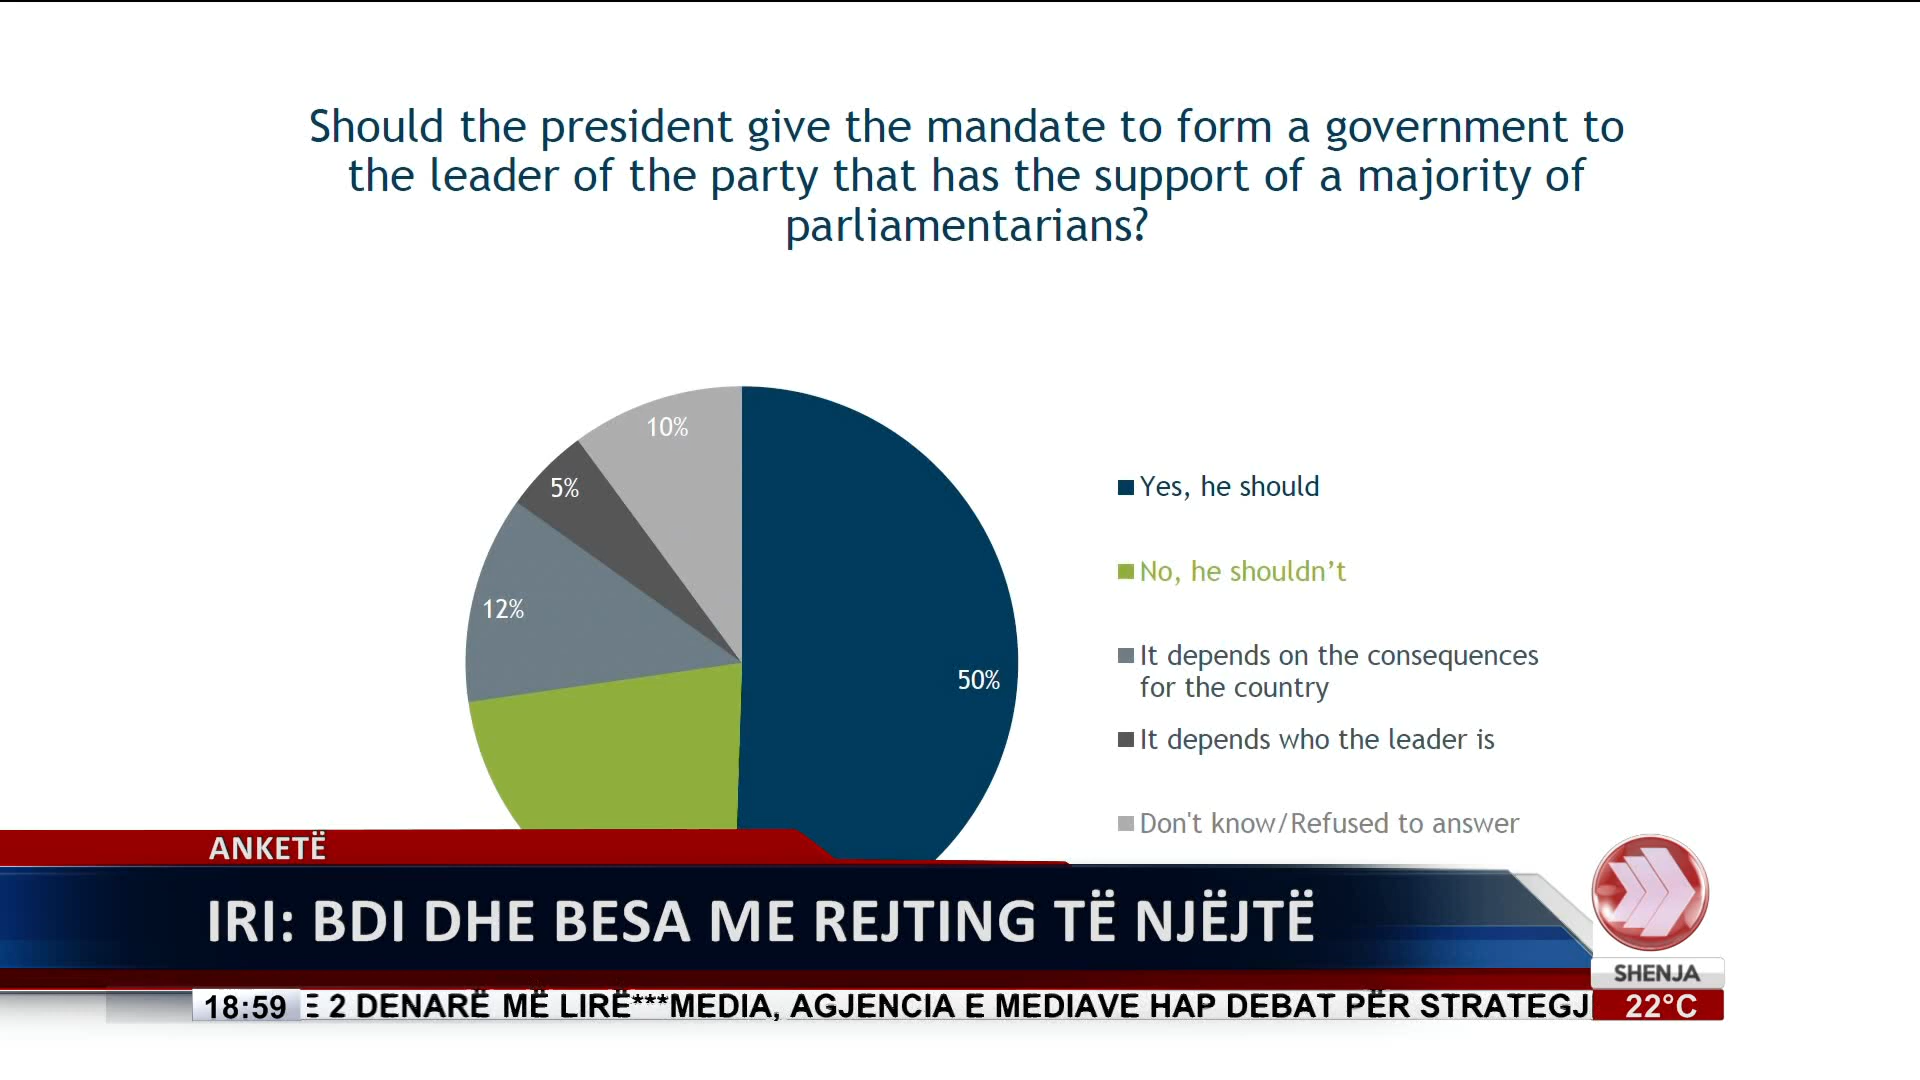 Should the president give the mandate to form a government to
the leader of the party that has the support of a majority of
parliamentarians?
10%
5%
12%
50%
Yes, he should
No, he shouldn’t
It depends on the consequences
for the country
It depends who the leader is
Don't know/Refused to answer
ANKETË
IRI: BDI DHE BESA ME REJTING TË NJËJTË
SHENJA
18:59
2 DENARË MË LIRË***MEDIA, AGJENCIA E MEDIAVE HAP DEBAT PËR STRATEGJ
22°C